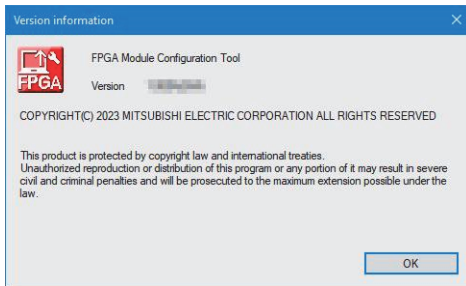 Version information
FPGA
FPGA Module Configuration Tool
Version
COPYRIGHT(C) 2023 MITSUBISHI ELECTRIC CORPORATION ALL RIGHTS RESERVED
This product is protected by copyright law and international treaties.
Unauthorized reproduction or distribution of this program or any portion of it may result in severe
civil and criminal penalties and will be prosecuted to the maximum extension possible under the
law.
OK